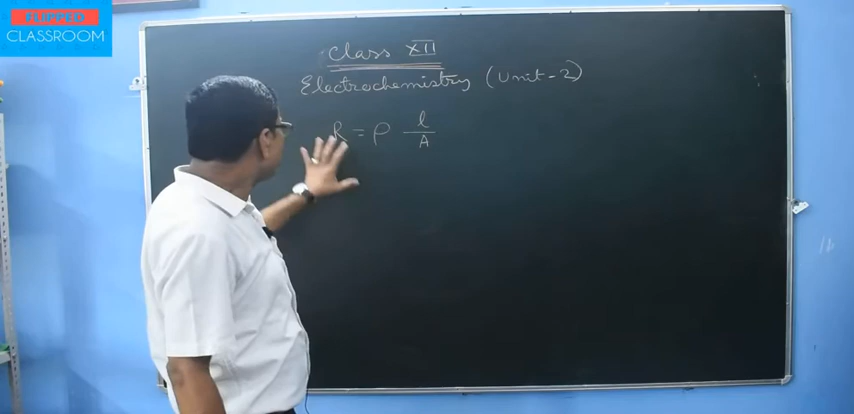 FLIPPED
CLASSROOM
Class XII
Electrochemistry (Unit-2)
R = ρ l/A